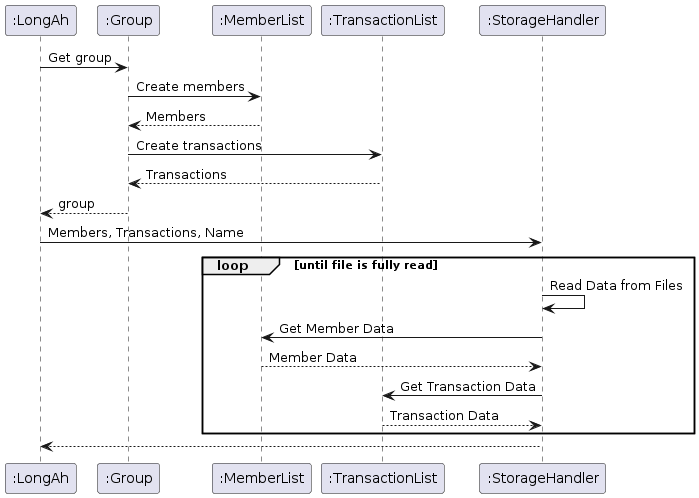 :LongAh :Group :MemberList :TransactionList :StorageHandler
Get group
Create members
Members
Create transactions
Transactions
group
Members, Transactions, Name
loop [until file is fully read]
Read Data from Files
Get Member Data
Member Data
Get Transaction Data
Transaction Data
:LongAh :Group :MemberList :TransactionList :StorageHandler